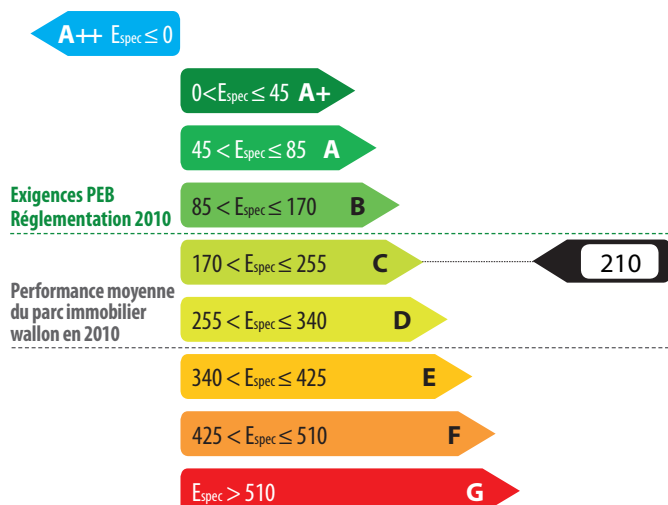 A++ Espec ≤ 0
0<Espec ≤ 45 A+
45 < Espec ≤ 85 A
Exigences PEB
Réglementation 2010
85 < Espec ≤ 170 B
170 < Espec ≤ 255 C
210
Performance moyenne
du parc immobilier
wallon en 2010
255 < Espec ≤ 340 D
340 < Espec ≤ 425 E
425 < Espec ≤ 510 F
Espec > 510 G